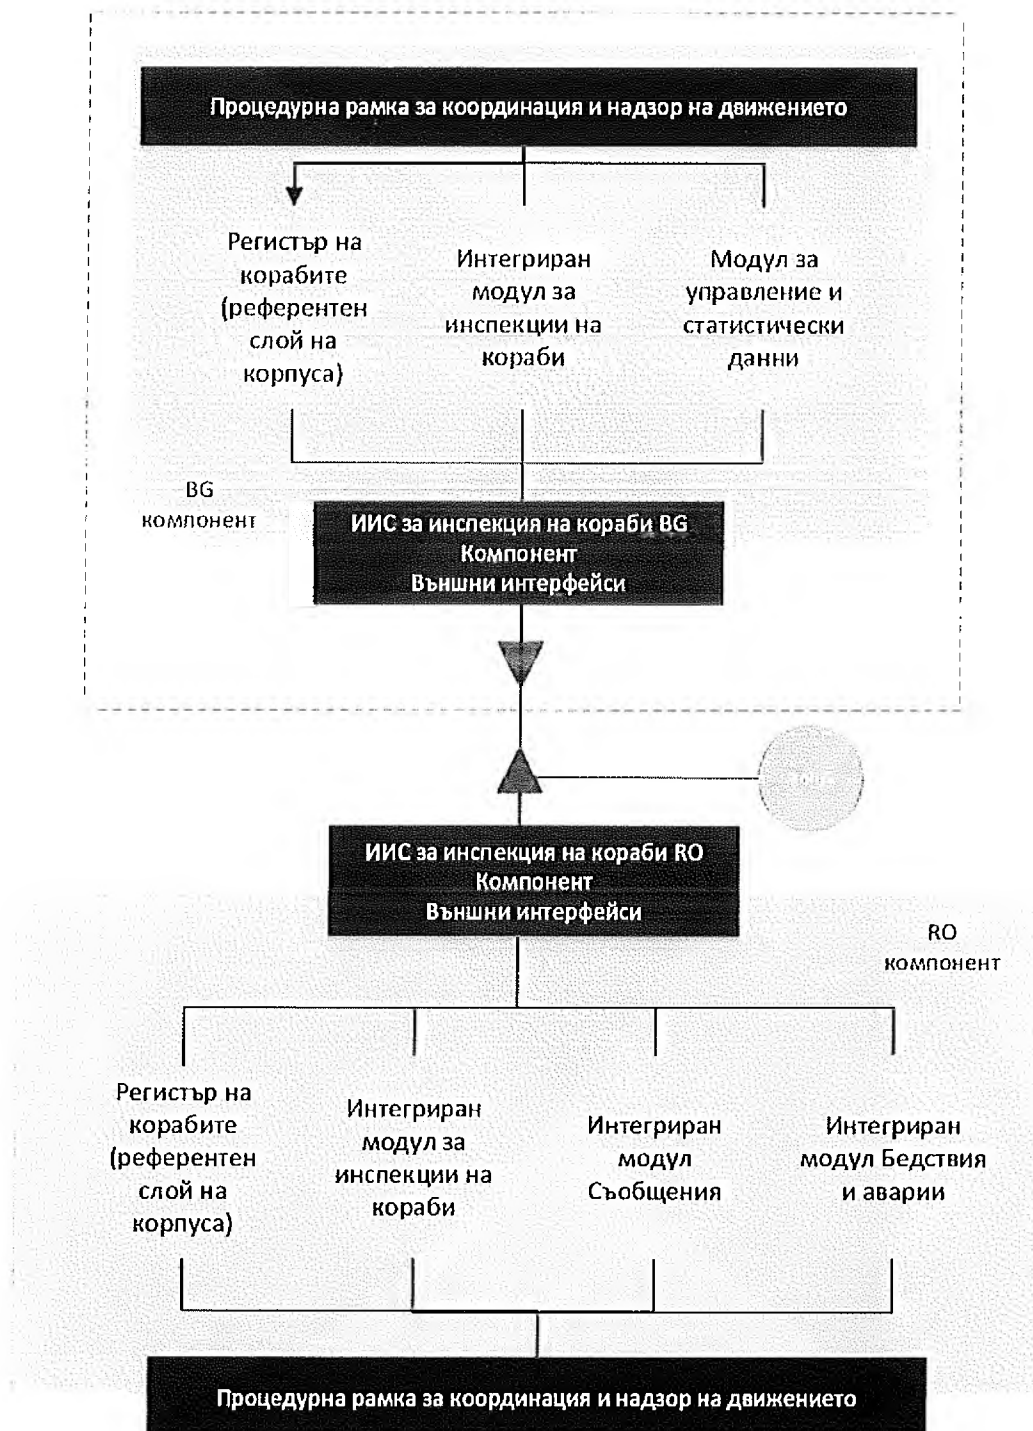 Процедурна рамка за координация и надзор на движението
Регистър на
корабите
(референтен
слой на
корпуса)
Интегриран
модул за
инспекции на
кораби
Модул за
управление и
статистически
данни
BG
компонент
ИИС за инспекция на кораби BG
Компонент
Външни интерфейси
ИИС за инспекция на кораби RO
Компонент
Външни интерфейси
RO
компонент
Регистър на
корабите
(референтен
слой на
корпуса)
Интегриран
модул за
инспекции на
кораби
Интегриран
модул
Съобщения
Интегриран
модул Бедствия
и аварии
Процедурна рамка за координация и надзор на движението